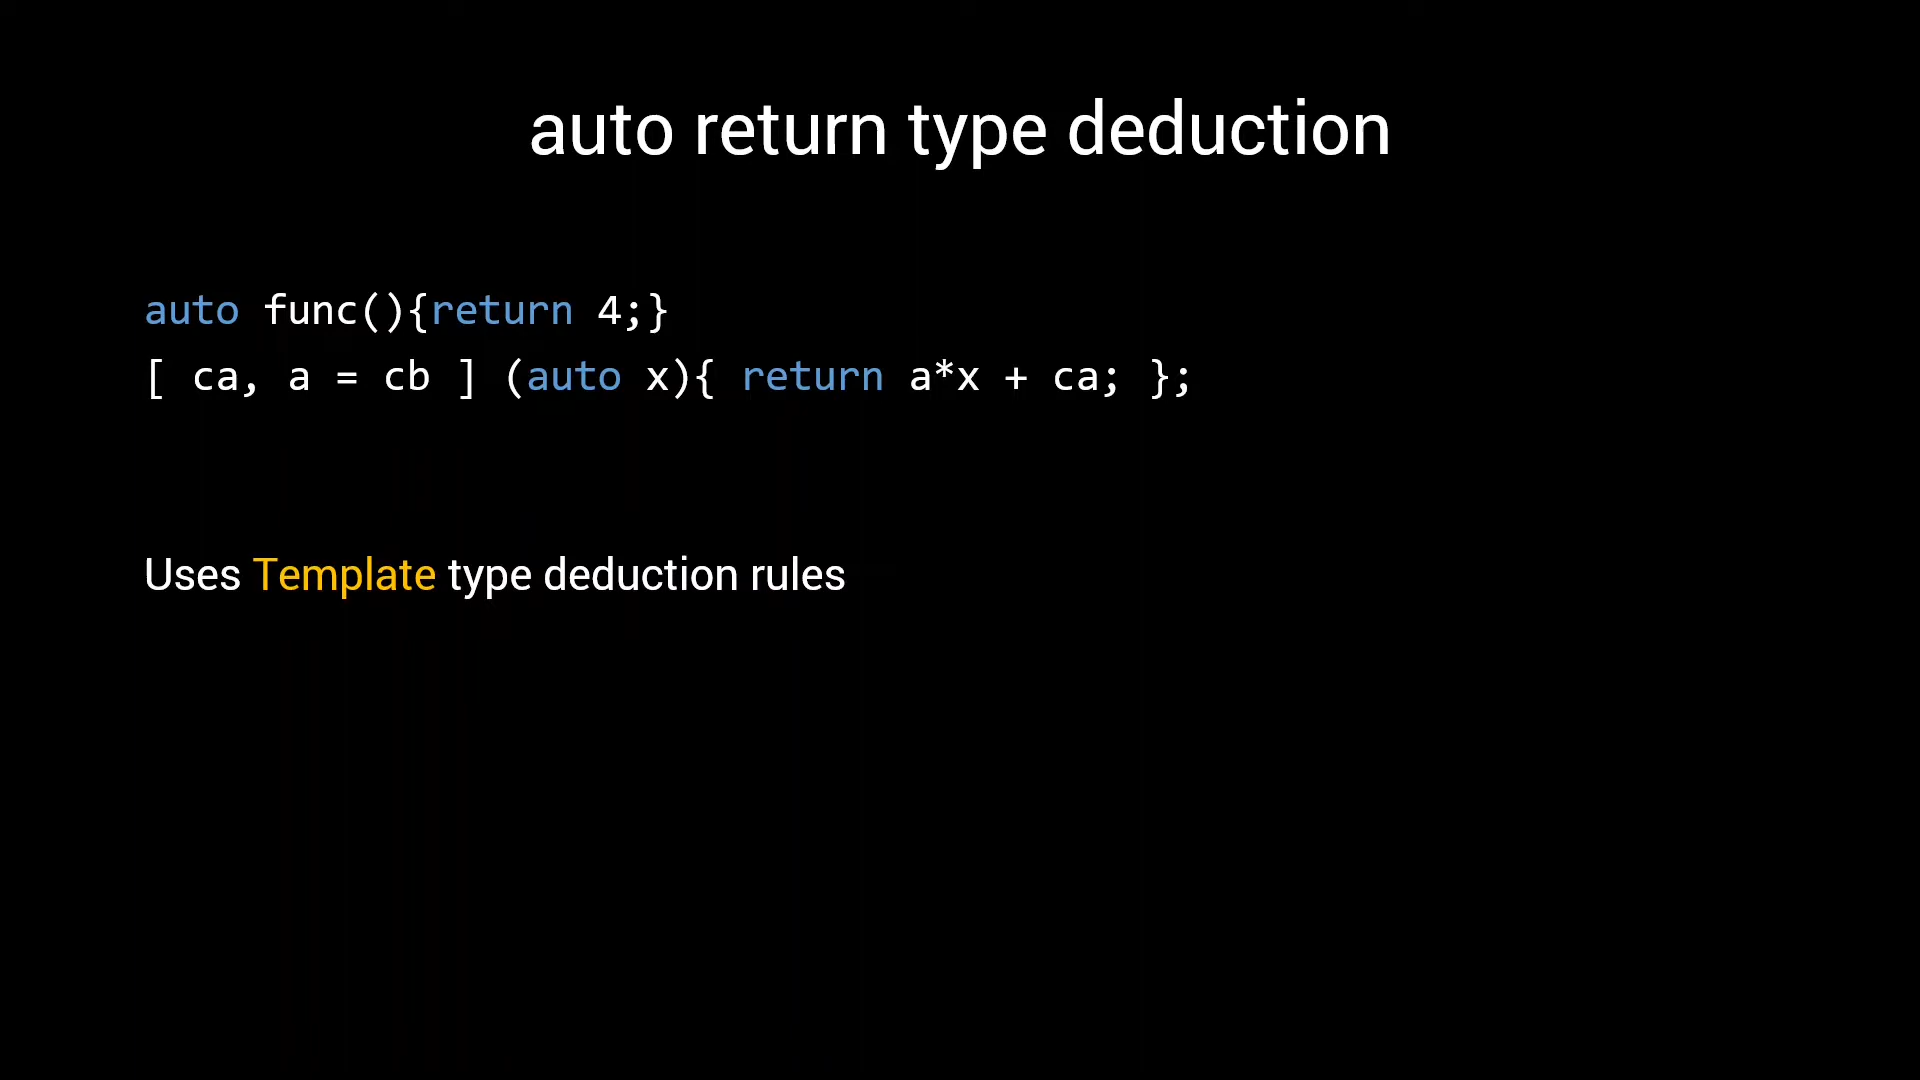 auto return type deduction
auto func(){return 4;}
[ ca, a = cb ] (auto x){ return a*x + ca; };
Uses Template type deduction rules